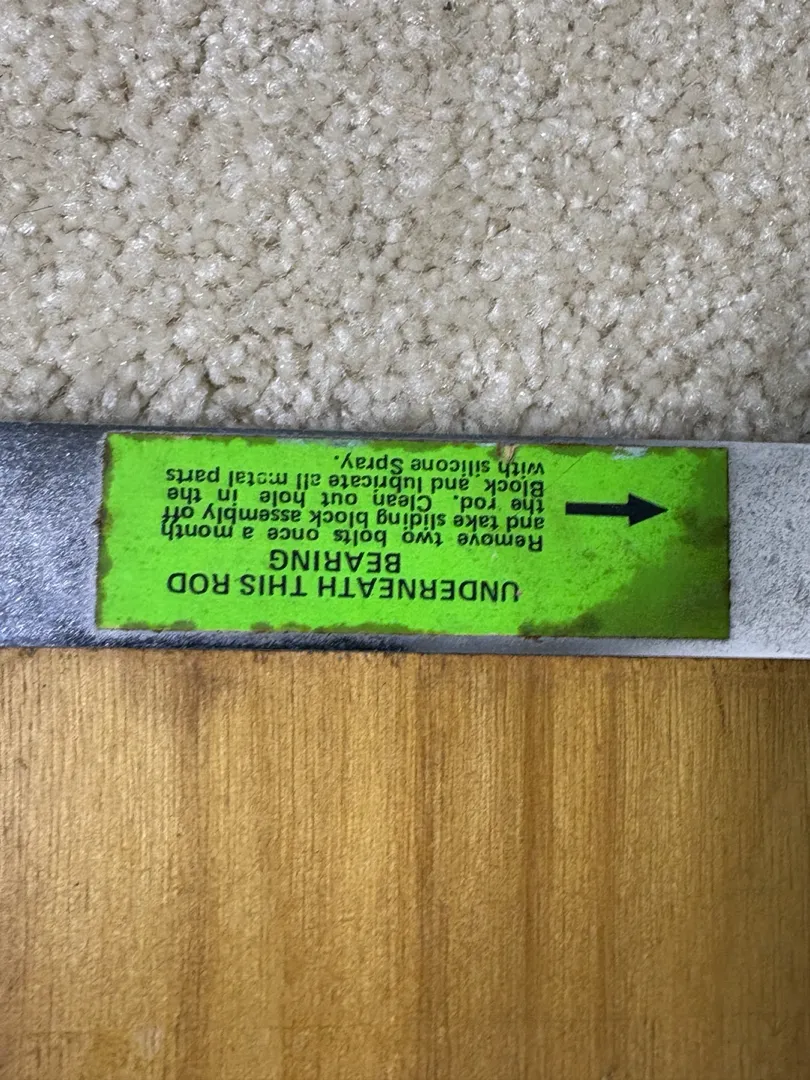 UNDERNEATH THIS ROD
BEARING
Remove two bolts once a month
and take sliding block assembly off
the rod. Clean out hole in the
Block and lubricate all metal parts
with silicone Spray.